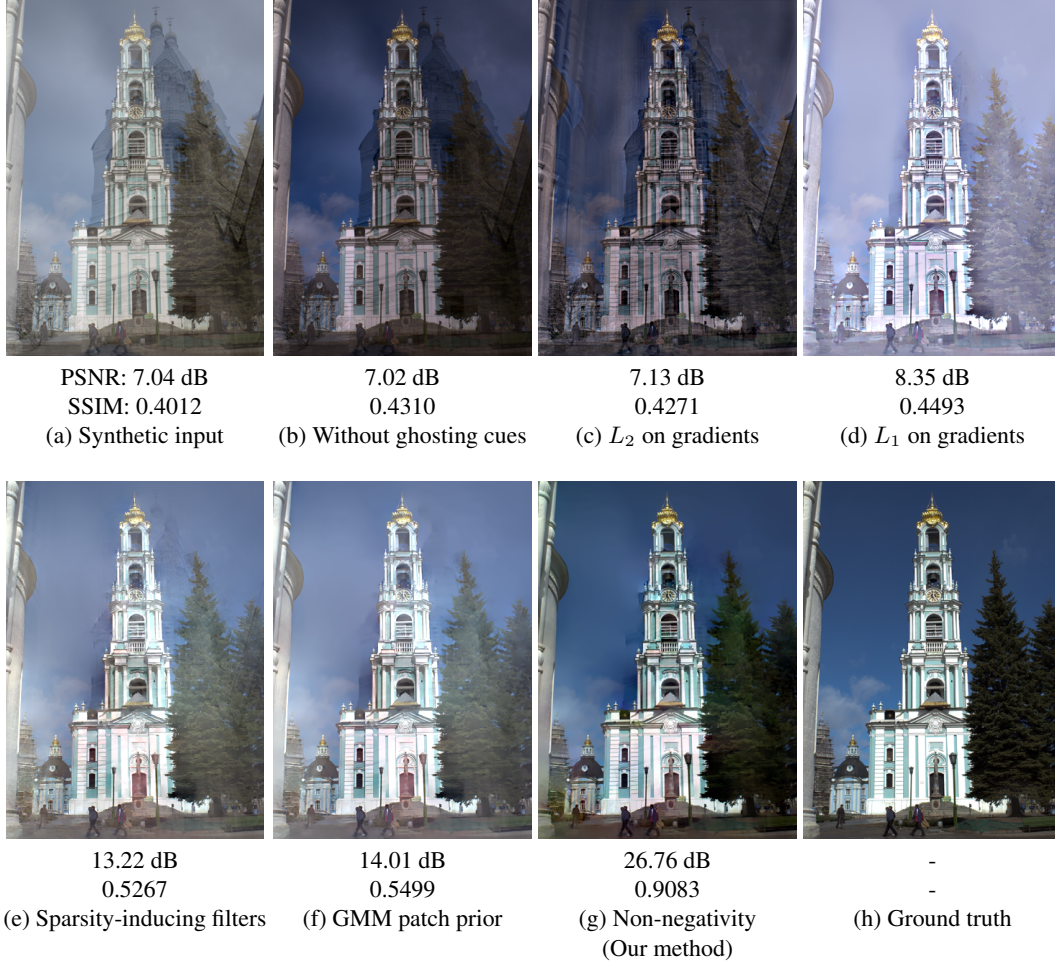 PSNR: 7.04 dB
SSIM: 0.4012
(a) Synthetic input
7.02 dB
0.4310
(b) Without ghosting cues
7.13 dB
0.4271
(c) L2 on gradients
8.35 dB
0.4493
(d) L1 on gradients
13.22 dB
0.5267
(e) Sparsity-inducing filters
14.01 dB
0.5499
(f) GMM patch prior
26.76 dB
0.9083
(g) Non-negativity
(Our method)
-
-
(h) Ground truth